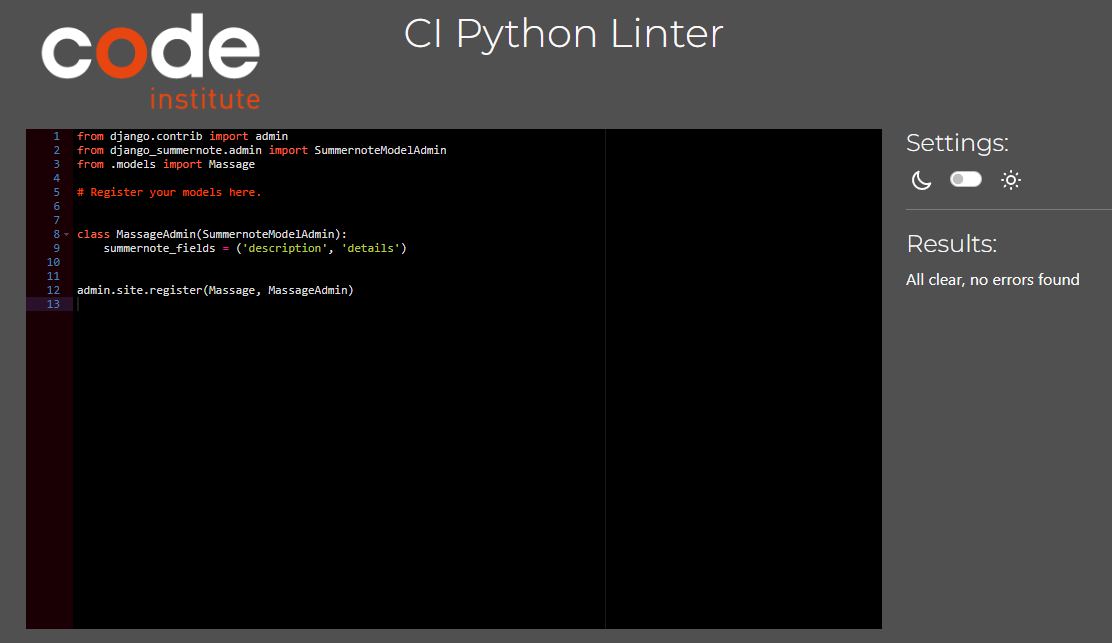 code
institute
CI Python Linter
1 from django.contrib import admin
2 from django_summernote.admin import SummernoteModelAdmin
3 from .models import Massage
4
5 # Register your models here.
6
7
8 class MassageAdmin(SummernoteModelAdmin):
9     summernote_fields = ('description', 'details')
10
11
12 admin.site.register(Massage, MassageAdmin)
13
Settings:
Results:
All clear, no errors found